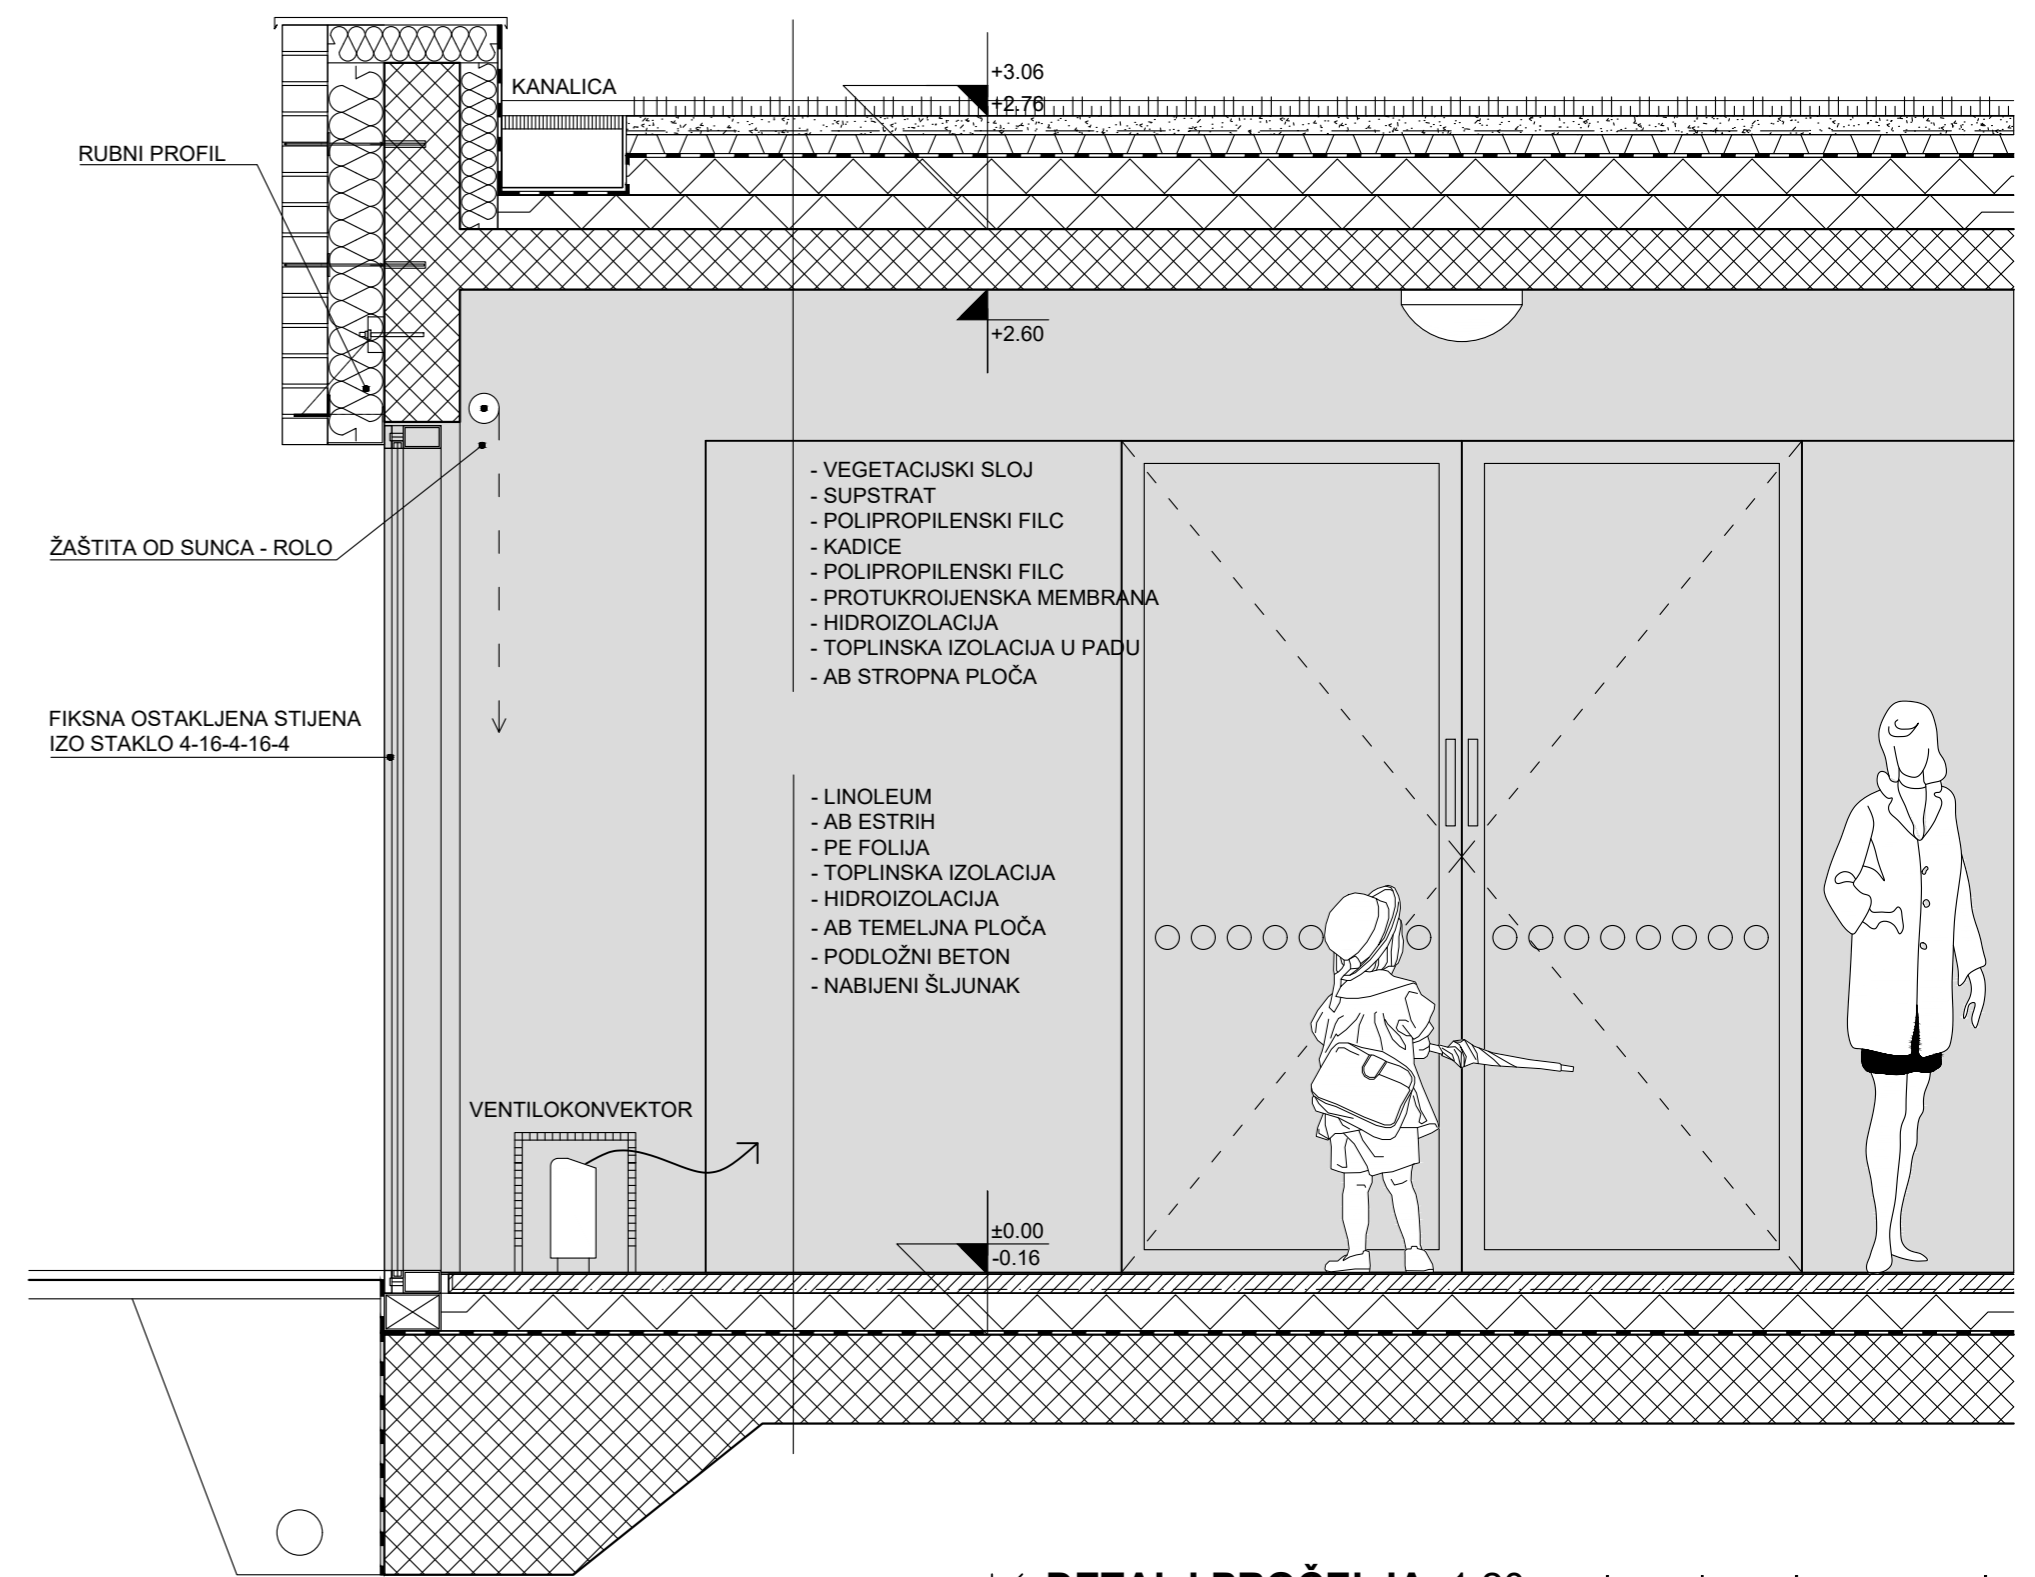 KANALICA
+3.06
+2.76
RUBNI PROFIL
+2.60
- VEGETACIJSKI SLOJ
- SUPSTRAT
- POLIPROPILENSKI FILC
- KADICE
- POLIPROPILENSKI FILC
- PROTUKROIJENSKA MEMBRANA
- HIDROIZOLACIJA
- TOPLINSKA IZOLACIJA U PADU
- AB STROPNA PLOČA
ŽAŠTITA OD SUNCA - ROLO
FIKSNA OSTAKLJENA STIJENA
IZO STAKLO 4-16-4-16-4
- LINOLEUM
- AB ESTRIH
- PE FOLIJA
- TOPLINSKA IZOLACIJA
- HIDROIZOLACIJA
- AB TEMELJNA PLOČA
- PODLOŽNI BETON
- NABIJENI ŠLJUNAK
VENTILOKONVEKTOR
±0.00
-0.16